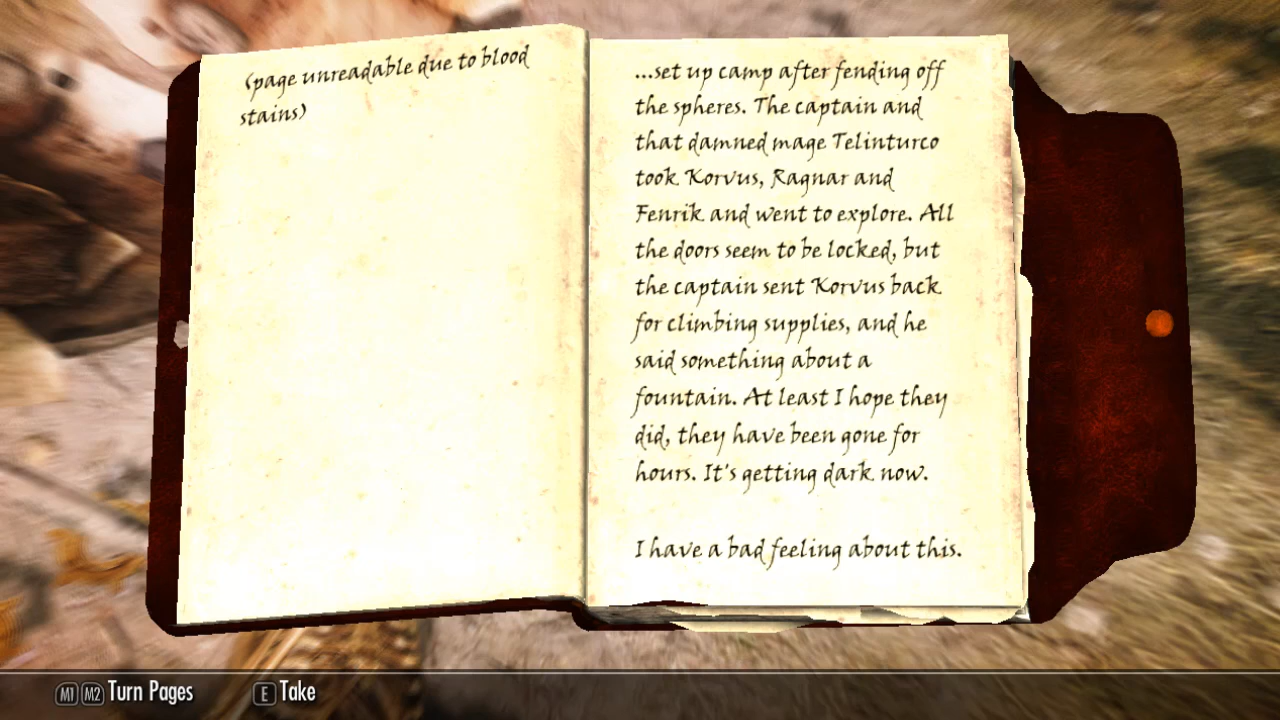 (page unreadable due to blood
stains)
...set up camp after fending off
the spheres. The captain and
that damned mage Telinturco
took Korvus, Ragnar and
Fenrik and went to explore. All
the doors seem to be locked, but
the captain sent Korvus back
for climbing supplies, and he
said something about a
fountain. At least I hope they
did, they have been gone for
hours. It's getting dark now.
I have a bad feeling about this.
M1 M2 Turn Pages E Take